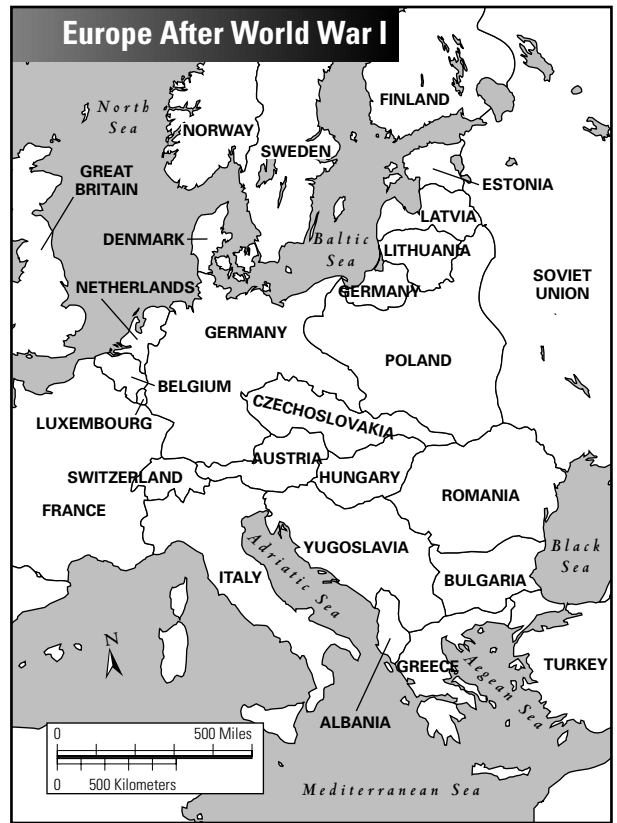 Europe After World War I
North
Sea
NORWAY
SWEDEN
FINLAND
GREAT
BRITAIN
ESTONIA
LATVIA
DENMARK
Baltic
Sea
LITHUANIA
NETHERLANDS
GERMANY
SOVIET
UNION
GERMANY
POLAND
BELGIUM
CZECHOSLOVAKIA
LUXEMBOURG
AUSTRIA
SWITZERLAND
HUNGARY
ROMANIA
FRANCE
Adriatic Sea
YUGOSLAVIA
Black
Sea
ITALY
BULGARIA
N
GREECE
Aegean Sea
TURKEY
ALBANIA
0 500 Miles
0 500 Kilometers
Mediterranean Sea